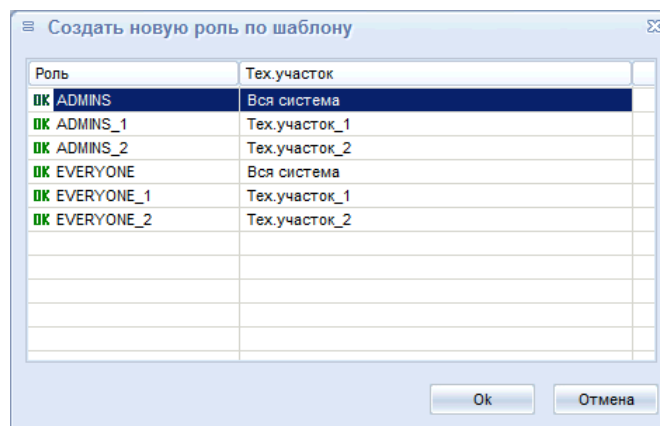 Создать новую роль по шаблону
Роль Тех.участок
OK ADMINS Вся система
OK ADMINS_1 Тех.участок_1
OK ADMINS_2 Тех.участок_2
OK EVERYONE Вся система
OK EVERYONE_1 Тех.участок_1
OK EVERYONE_2 Тех.участок_2
Ok Отмена